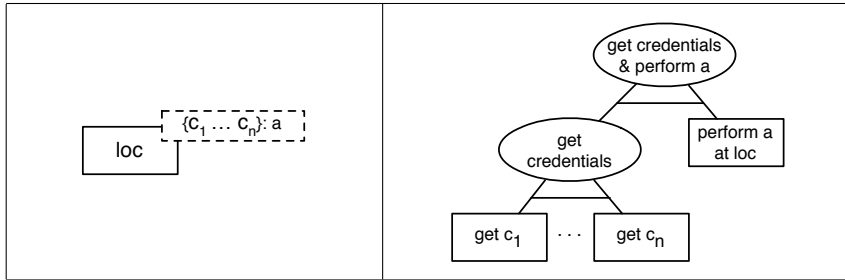 {c₁ ... cₙ}: a
loc
get credentials
& perform a
get
credentials
perform a
at loc
get c₁
. . .
get cₙ